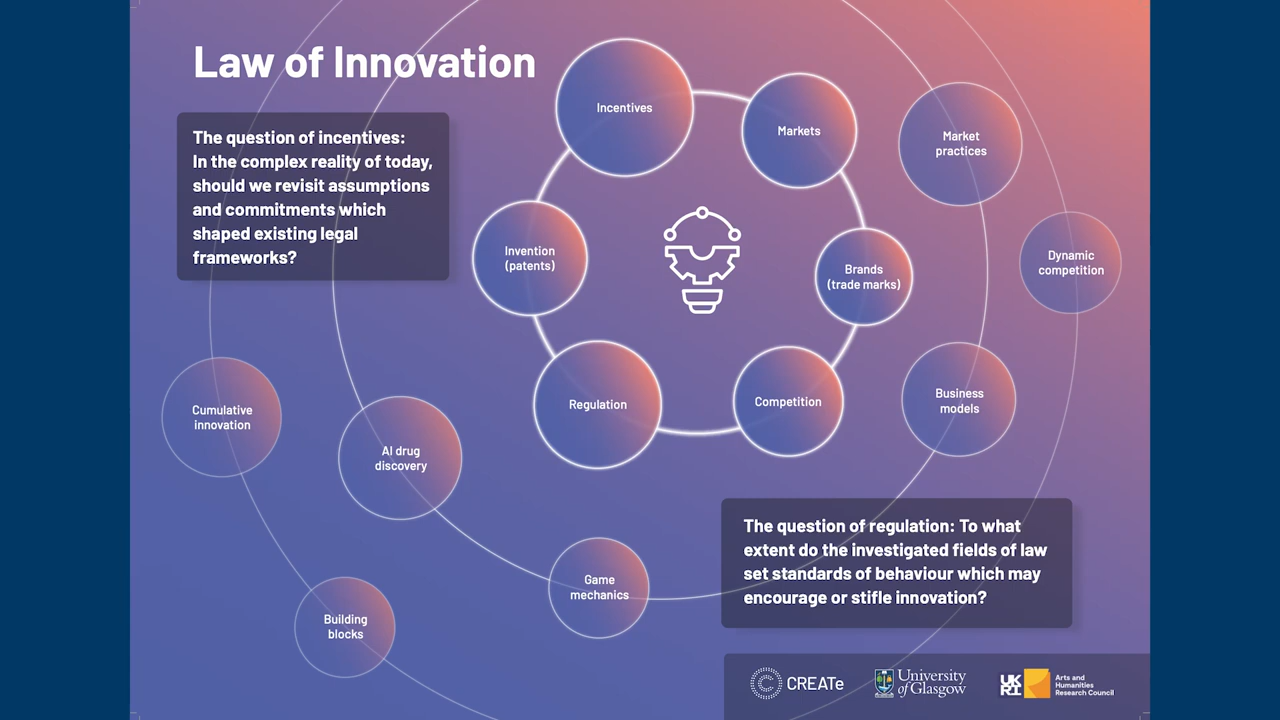 Law of Innovation
The question of incentives:
In the complex reality of today,
should we revisit assumptions
and commitments which
shaped existing legal
frameworks?
Incentives
Markets
Market
practices
Invention
(patents)
Brands
(trade marks)
Dynamic
competition
Regulation
Competition
Business
models
Cumulative
innovation
AI drug
discovery
Game
mechanics
Building
blocks
The question of regulation: To what
extent do the investigated fields of law
set standards of behaviour which may
encourage or stifle innovation?
CREATe
University
of Glasgow
UK
RI
Arts and
Humanities
Research Council